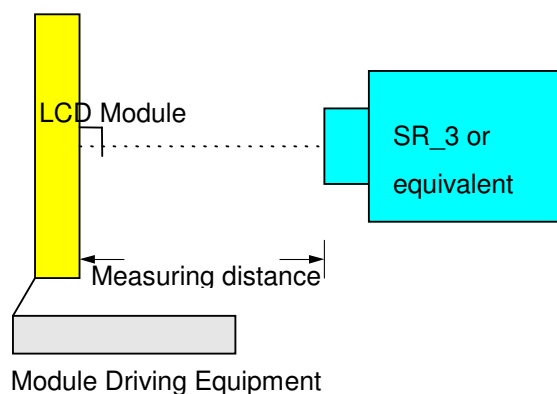 LCD Module
SR_3 or
equivalent
Measuring distance
Module Driving Equipment